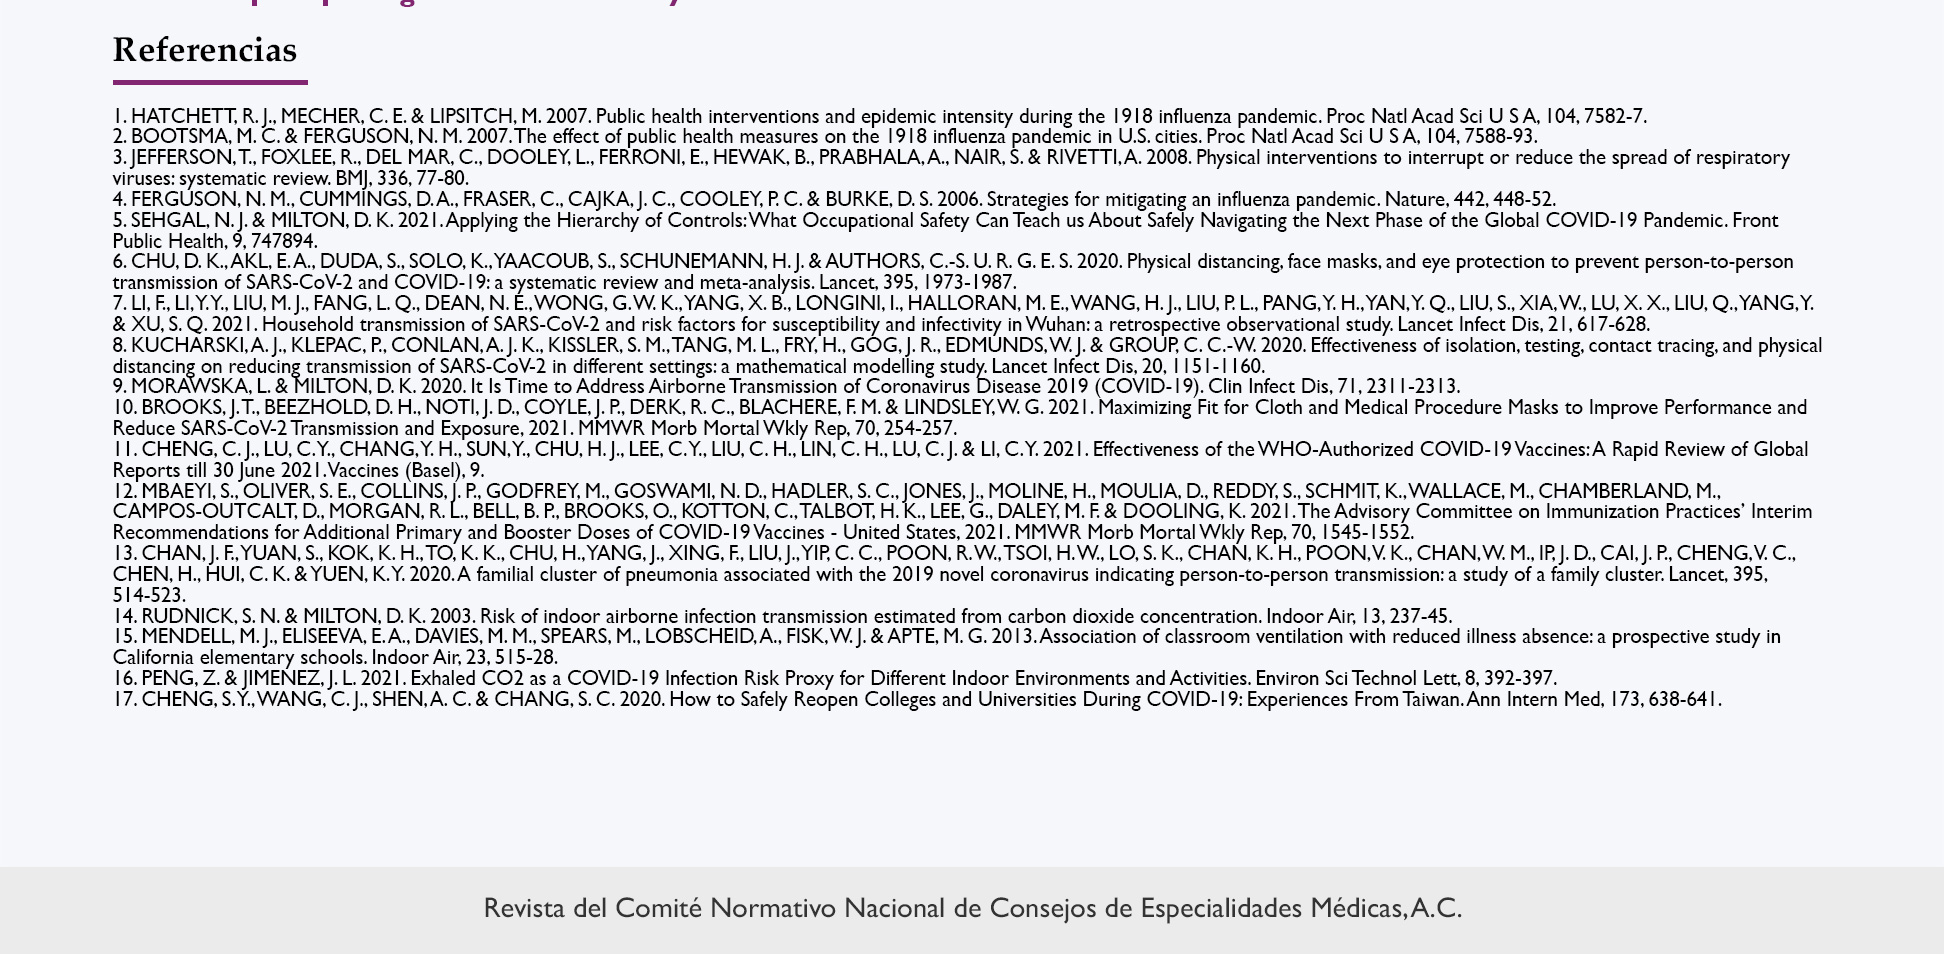 Referencias
1. HATCHETT, R. J., MECHER, C. E. & LIPSITCH, M. 2007. Public health interventions and epidemic intensity during the 1918 influenza pandemic. Proc Natl Acad Sci U S A, 104, 7582-7.
2. BOOTSMA, M. C. & FERGUSON, N. M. 2007. The effect of public health measures on the 1918 influenza pandemic in U.S. cities. Proc Natl Acad Sci U S A, 104, 7588-93.
3. JEFFERSON, T., FOXLEE, R., DEL MAR, C., DOOLEY, L., FERRONI, E., HEWAK, B., PRABHALA, A., NAIR, S. & RIVETTI, A. 2008. Physical interventions to interrupt or reduce the spread of respiratory
viruses: systematic review. BMJ, 336, 77-80.
4. FERGUSON, N. M., CUMMINGS, D. A., FRASER, C., CAJKA, J. C., COOLEY, P. C. & BURKE, D. S. 2006. Strategies for mitigating an influenza pandemic. Nature, 442, 448-52.
5. SEHGAL, N. J. & MILTON, D. K. 2021. Applying the Hierarchy of Controls: What Occupational Safety Can Teach us About Safely Navigating the Next Phase of the Global COVID-19 Pandemic. Front
Public Health, 9, 747894.
6. CHU, D. K., AKL, E. A., DUDA, S., SOLO, K., YAACOUB, S., SCHUNEMANN, H. J. & AUTHORS, C.-S. U. R. G. E. S. 2020. Physical distancing, face masks, and eye protection to prevent person-to-person
transmission of SARS-CoV-2 and COVID-19: a systematic review and meta-analysis. Lancet, 395, 1973-1987.
7. LI, F., LI, Y. Y., LIU, M. J., FANG, L. Q., DEAN, N. E., WONG, G. W. K., YANG, X. B., LONGINI, I., HALLORAN, M. E., WANG, H. J., LIU, P. L., PANG, Y. H., YAN, Y. Q., LIU, S., XIA, W., LU, X. X., LIU, Q., YANG, Y.
& XU, S. Q. 2021. Household transmission of SARS-CoV-2 and risk factors for susceptibility and infectivity in Wuhan: a retrospective observational study. Lancet Infect Dis, 21, 617-628.
8. KUCHARSKI, A. J., KLEPAC, P., CONLAN, A. J. K., KISSLER, S. M., TANG, M. L., FRY, H., GOG, J. R., EDMUNDS, W. J. & GROUP, C. C.-W. 2020. Effectiveness of isolation, testing, contact tracing, and physical
distancing on reducing transmission of SARS-CoV-2 in different settings: a mathematical modelling study. Lancet Infect Dis, 20, 1151-1160.
9. MORAWSKA, L. & MILTON, D. K. 2020. It Is Time to Address Airborne Transmission of Coronavirus Disease 2019 (COVID-19). Clin Infect Dis, 71, 2311-2313.
10. BROOKS, J. T., BEEZHOLD, D. H., NOTI, J. D., COYLE, J. P., DERK, R. C., BLACHERE, F. M. & LINDSLEY, W. G. 2021. Maximizing Fit for Cloth and Medical Procedure Masks to Improve Performance and
Reduce SARS-CoV-2 Transmission and Exposure, 2021. MMWR Morb Mortal Wkly Rep, 70, 254-257.
11. CHENG, C. J., LU, C. Y., CHANG, Y. H., SUN, Y., CHU, H. J., LEE, C. Y., LIU, C. H., LIN, C. H., LU, C. J. & LI, C. Y. 2021. Effectiveness of the WHO-Authorized COVID-19 Vaccines: A Rapid Review of Global
Reports till 30 June 2021. Vaccines (Basel), 9.
12. MBAEYI, S., OLIVER, S. E., COLLINS, J. P., GODFREY, M., GOSWAMI, N. D., HADLER, S. C., JONES, J., MOLINE, H., MOULIA, D., REDDY, S., SCHMIT, K., WALLACE, M., CHAMBERLAND, M.,
CAMPOS-OUTCALT, D., MORGAN, R. L., BELL, B. P., BROOKS, O., KOTTON, C., TALBOT, H. K., LEE, G., DALEY, M. F. & DOOLING, K. 2021. The Advisory Committee on Immunization Practices’ Interim
Recommendations for Additional Primary and Booster Doses of COVID-19 Vaccines - United States, 2021. MMWR Morb Mortal Wkly Rep, 70, 1545-1552.
13. CHAN, J. F., YUAN, S., KOK, K. H., TO, K. K., CHU, H., YANG, J., XING, F., LIU, J., YIP, C. C., POON, R. W., TSOI, H. W., LO, S. K., CHAN, K. H., POON, V. K., CHAN, W. M., IP, J. D., CAI, J. P., CHENG, V. C.,
CHEN, H., HUI, C. K. & YUEN, K. Y. 2020. A familial cluster of pneumonia associated with the 2019 novel coronavirus indicating person-to-person transmission: a study of a family cluster. Lancet, 395,
514-523.
14. RUDNICK, S. N. & MILTON, D. K. 2003. Risk of indoor airborne infection transmission estimated from carbon dioxide concentration. Indoor Air, 13, 237-45.
15. MENDELL, M. J., ELISEEVA, E. A., DAVIES, M. M., SPEARS, M., LOBSCHEID, A., FISK, W. J. & APTE, M. G. 2013. Association of classroom ventilation with reduced illness absence: a prospective study in
California elementary schools. Indoor Air, 23, 515-28.
16. PENG, Z. & JIMENEZ, J. L. 2021. Exhaled CO2 as a COVID-19 Infection Risk Proxy for Different Indoor Environments and Activities. Environ Sci Technol Lett, 8, 392-397.
17. CHENG, S. Y., WANG, C. J., SHEN, A. C. & CHANG, S. C. 2020. How to Safely Reopen Colleges and Universities During COVID-19: Experiences From Taiwan. Ann Intern Med, 173, 638-641.
Revista del Comité Normativo Nacional de Consejos de Especialidades Médicas, A.C.